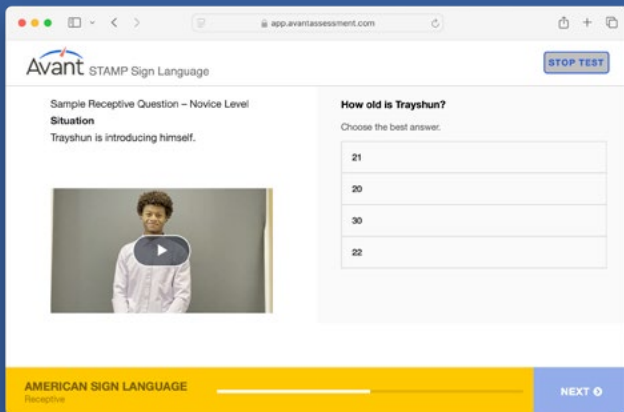 app.avantassessment.com
Avant STAMP Sign Language
STOP TEST
Sample Receptive Question – Novice Level
Situation
Trayshun is introducing himself.
How old is Trayshun?
Choose the best answer.
21
20
30
22
AMERICAN SIGN LANGUAGE
Receptive
NEXT